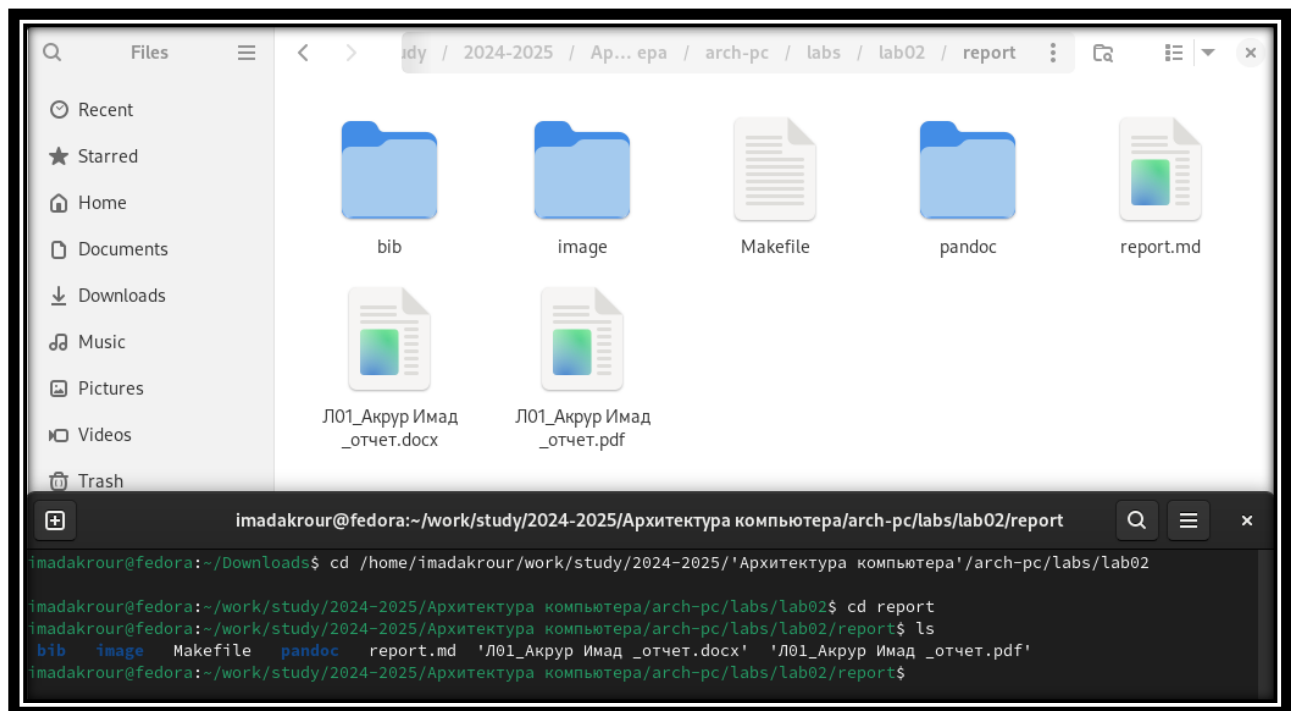 Files
udy / 2024-2025 / Ар… ера / arch-pc / labs / lab02 / report
Recent
Starred
Home
Documents
Downloads
Music
Pictures
Videos
Trash
bib
image
Makefile
pandoc
report.md
Л01_Акрур Имад
_отчет.docx
Л01_Акрур Имад
_отчет.pdf
imadakrour@fedora:~/work/study/2024-2025/Архитектура компьютера/arch-pc/labs/lab02/report
imadakrour@fedora:~/Downloads$ cd /home/imadakrour/work/study/2024-2025/'Архитектура компьютера'/arch-pc/labs/lab02
imadakrour@fedora:~/work/study/2024-2025/Архитектура компьютера/arch-pc/labs/lab02$ cd report
imadakrour@fedora:~/work/study/2024-2025/Архитектура компьютера/arch-pc/labs/lab02/report$ ls
bib image Makefile pandoc report.md 'Л01_Акрур Имад _отчет.docx' 'Л01_Акрур Имад _отчет.pdf'
imadakrour@fedora:~/work/study/2024-2025/Архитектура компьютера/arch-pc/labs/lab02/report$